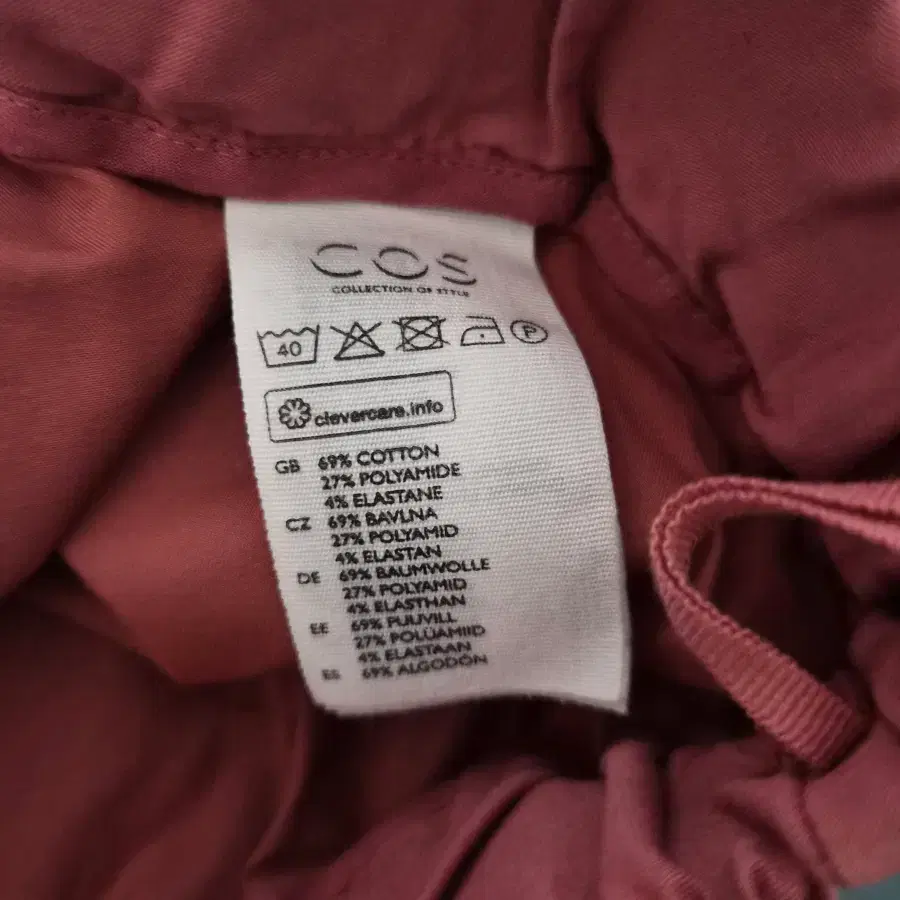 COS
COLLECTION OF STYLE
40 P
clevercare.info
GB 69% COTTON
27% POLYAMIDE
4% ELASTANE
CZ 69% BAVLNA
27% POLYAMID
4% ELASTAN
DE 69% BAUMWOLLE
27% POLYAMID
4% ELASTHAN
EE 69% PUUVILL
27% POLÜAMIID
4% ELASTAAN
ES 69% ALGODÓN